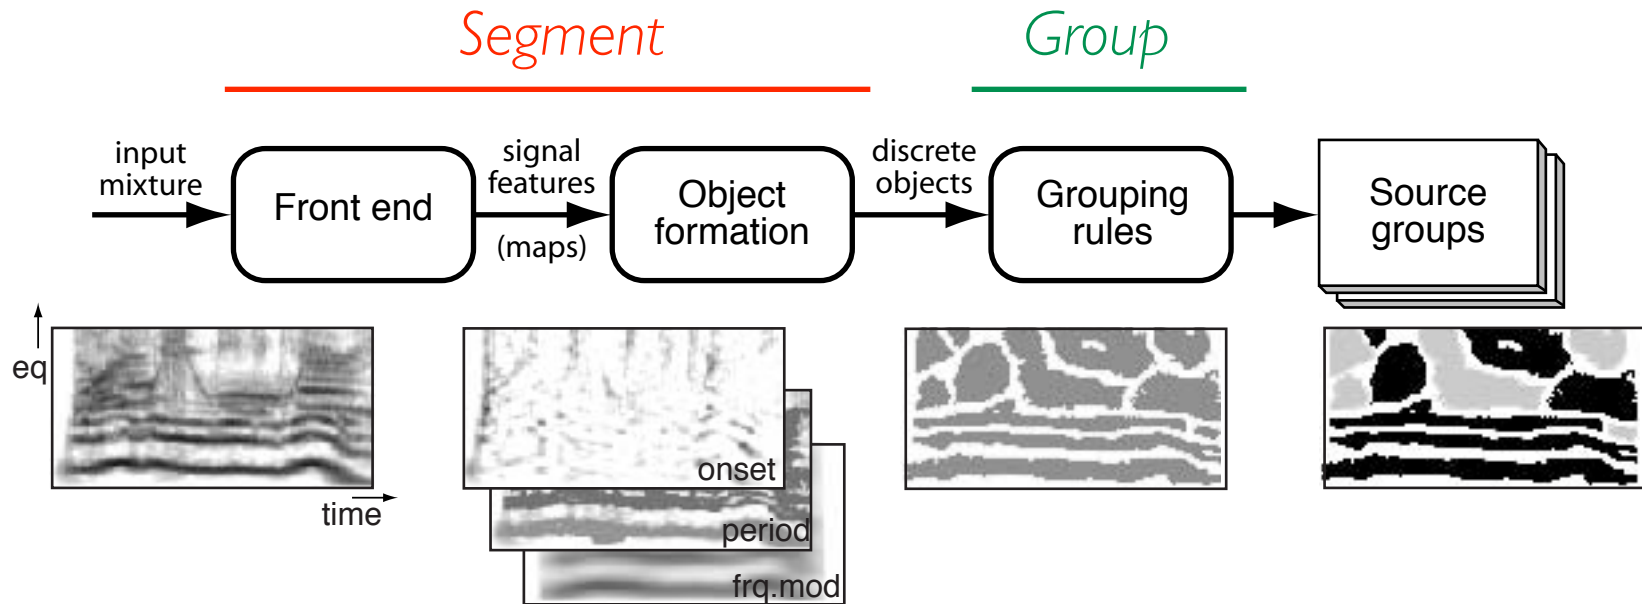 Segment
Group
input
mixture
Front end
signal
features
(maps)
Object
formation
discrete
objects
Grouping
rules
Source
groups
eq
time
onset
period
frq.mod